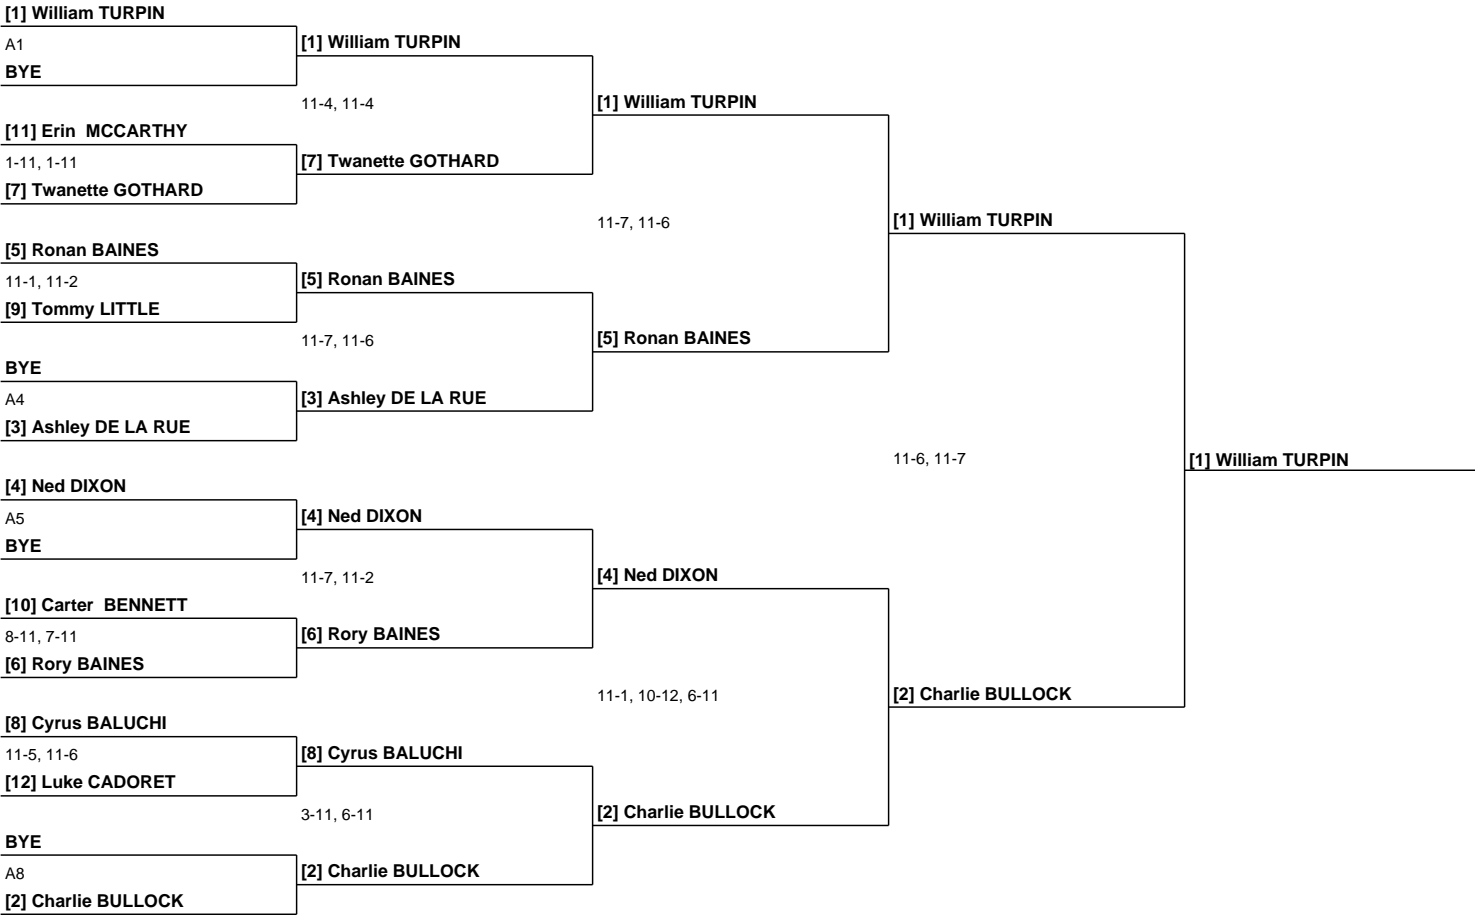 [1] William TURPIN
A1
BYE
[11] Erin  MCCARTHY
1-11, 1-11
[7] Twanette GOTHARD
[5] Ronan BAINES
11-1, 11-2
[9] Tommy LITTLE
BYE
A4
[3] Ashley DE LA RUE
[4] Ned DIXON
A5
BYE
[10] Carter  BENNETT
8-11, 7-11
[6] Rory BAINES
[8] Cyrus BALUCHI
11-5, 11-6
[12] Luke CADORET
BYE
A8
[2] Charlie BULLOCK
[1] William TURPIN
11-4, 11-4
[7] Twanette GOTHARD
[5] Ronan BAINES
11-7, 11-6
[3] Ashley DE LA RUE
[4] Ned DIXON
11-7, 11-2
[6] Rory BAINES
[8] Cyrus BALUCHI
3-11, 6-11
[2] Charlie BULLOCK
[1] William TURPIN
11-7, 11-6
[5] Ronan BAINES
[4] Ned DIXON
11-1, 10-12, 6-11
[2] Charlie BULLOCK
[1] William TURPIN
11-6, 11-7
[2] Charlie BULLOCK
[1] William TURPIN